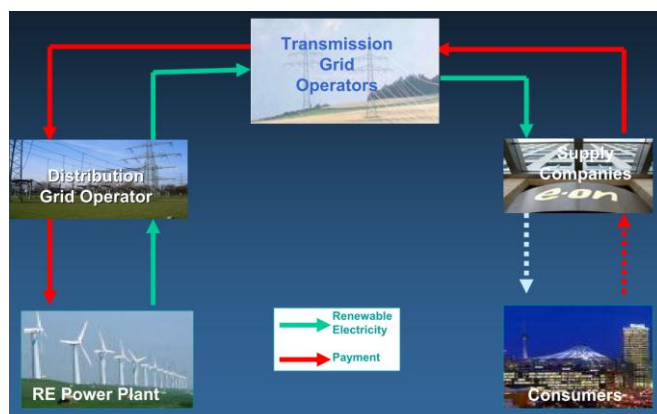 Transmission
Grid
Operators
Distribution
Grid Operator
Supply
Companies
e·on
RE Power Plant
Renewable
Electricity
Payment
Consumers